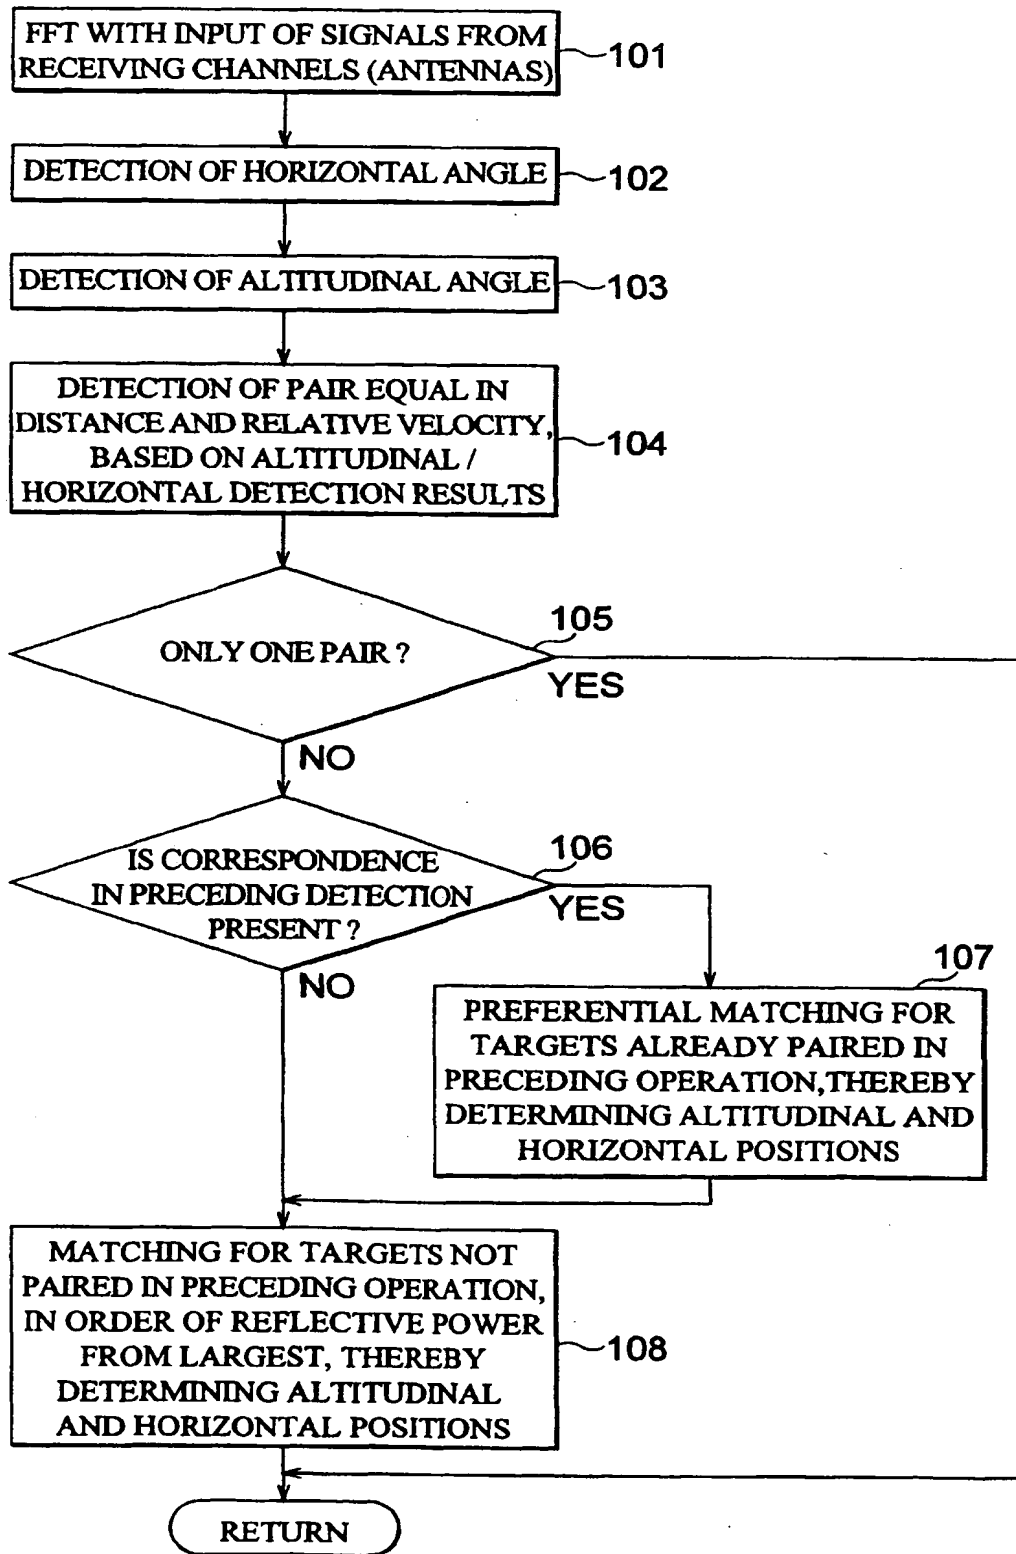 FFT WITH INPUT OF SIGNALS FROM
RECEIVING CHANNELS (ANTENNAS)
101
DETECTION OF HORIZONTAL ANGLE
102
DETECTION OF ALTITUDINAL ANGLE
103
DETECTION OF PAIR EQUAL IN
DISTANCE AND RELATIVE VELOCITY,
BASED ON ALTITUDINAL /
HORIZONTAL DETECTION RESULTS
104
ONLY ONE PAIR ?
105
YES
NO
IS CORRESPONDENCE
IN PRECEDING DETECTION
PRESENT ?
106
YES
NO
107
PREFERENTIAL MATCHING FOR
TARGETS ALREADY PAIRED IN
PRECEDING OPERATION,THEREBY
DETERMINING ALTITUDINAL AND
HORIZONTAL POSITIONS
MATCHING FOR TARGETS NOT
PAIRED IN PRECEDING OPERATION,
IN ORDER OF REFLECTIVE POWER
FROM LARGEST, THEREBY
DETERMINING ALTITUDINAL
AND HORIZONTAL POSITIONS
108
RETURN